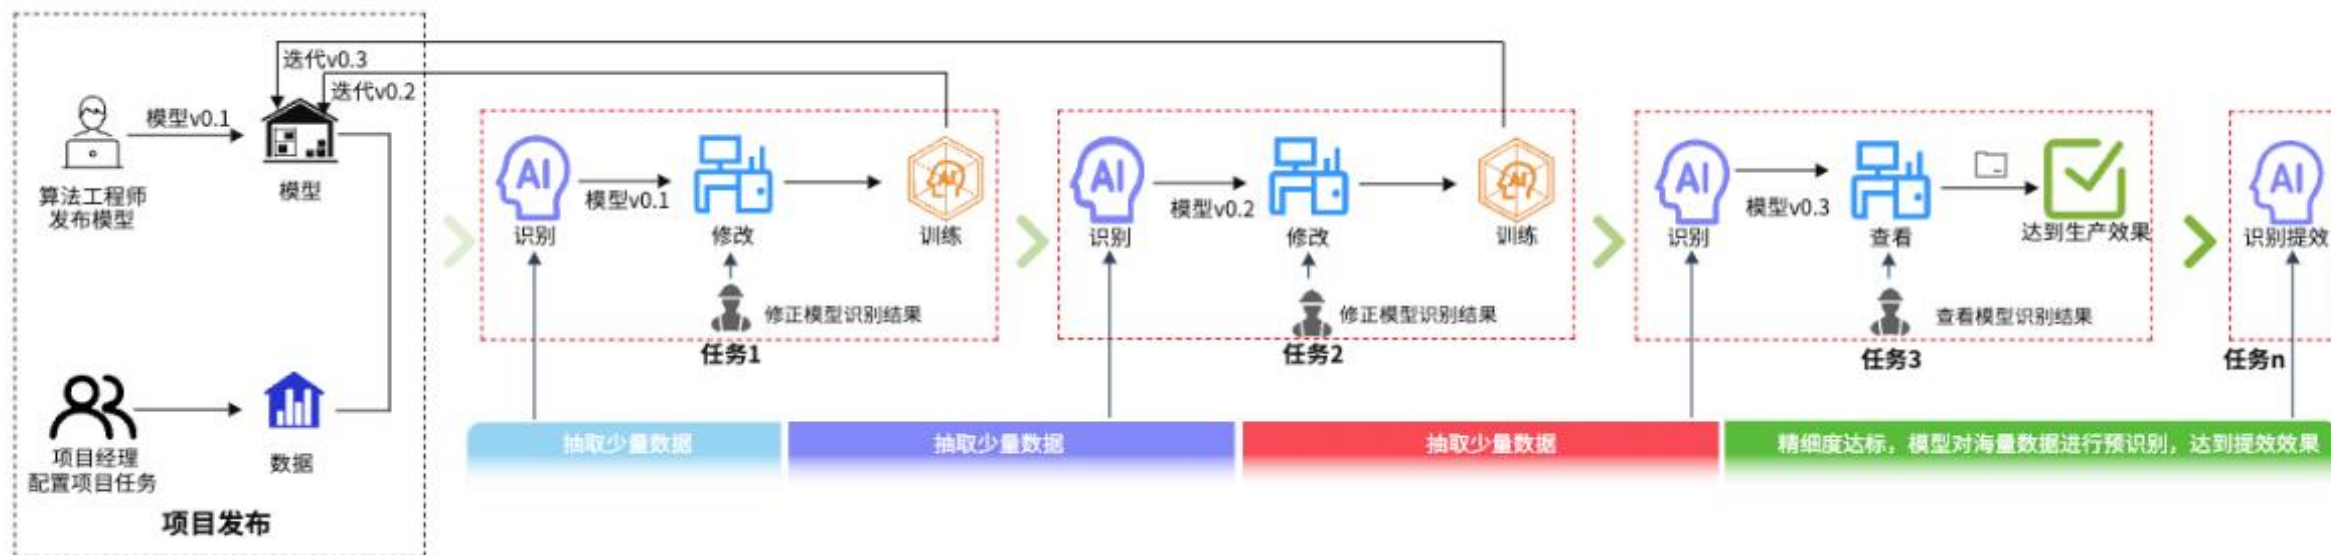 迭代v0.3
迭代v0.2
模型v0.1
算法工程师
发布模型
模型
项目经理
配置项目任务
数据
项目发布
AI
识别
模型v0.1
修改
AI
训练
修正模型识别结果
任务1
AI
识别
模型v0.2
修改
AI
训练
修正模型识别结果
任务2
AI
识别
模型v0.3
查看
达到生产效果
查看模型识别结果
任务3
AI
识别提效
任务n
抽取少量数据
抽取少量数据
抽取少量数据
精细度达标，模型对海量数据进行预识别，达到提效效果